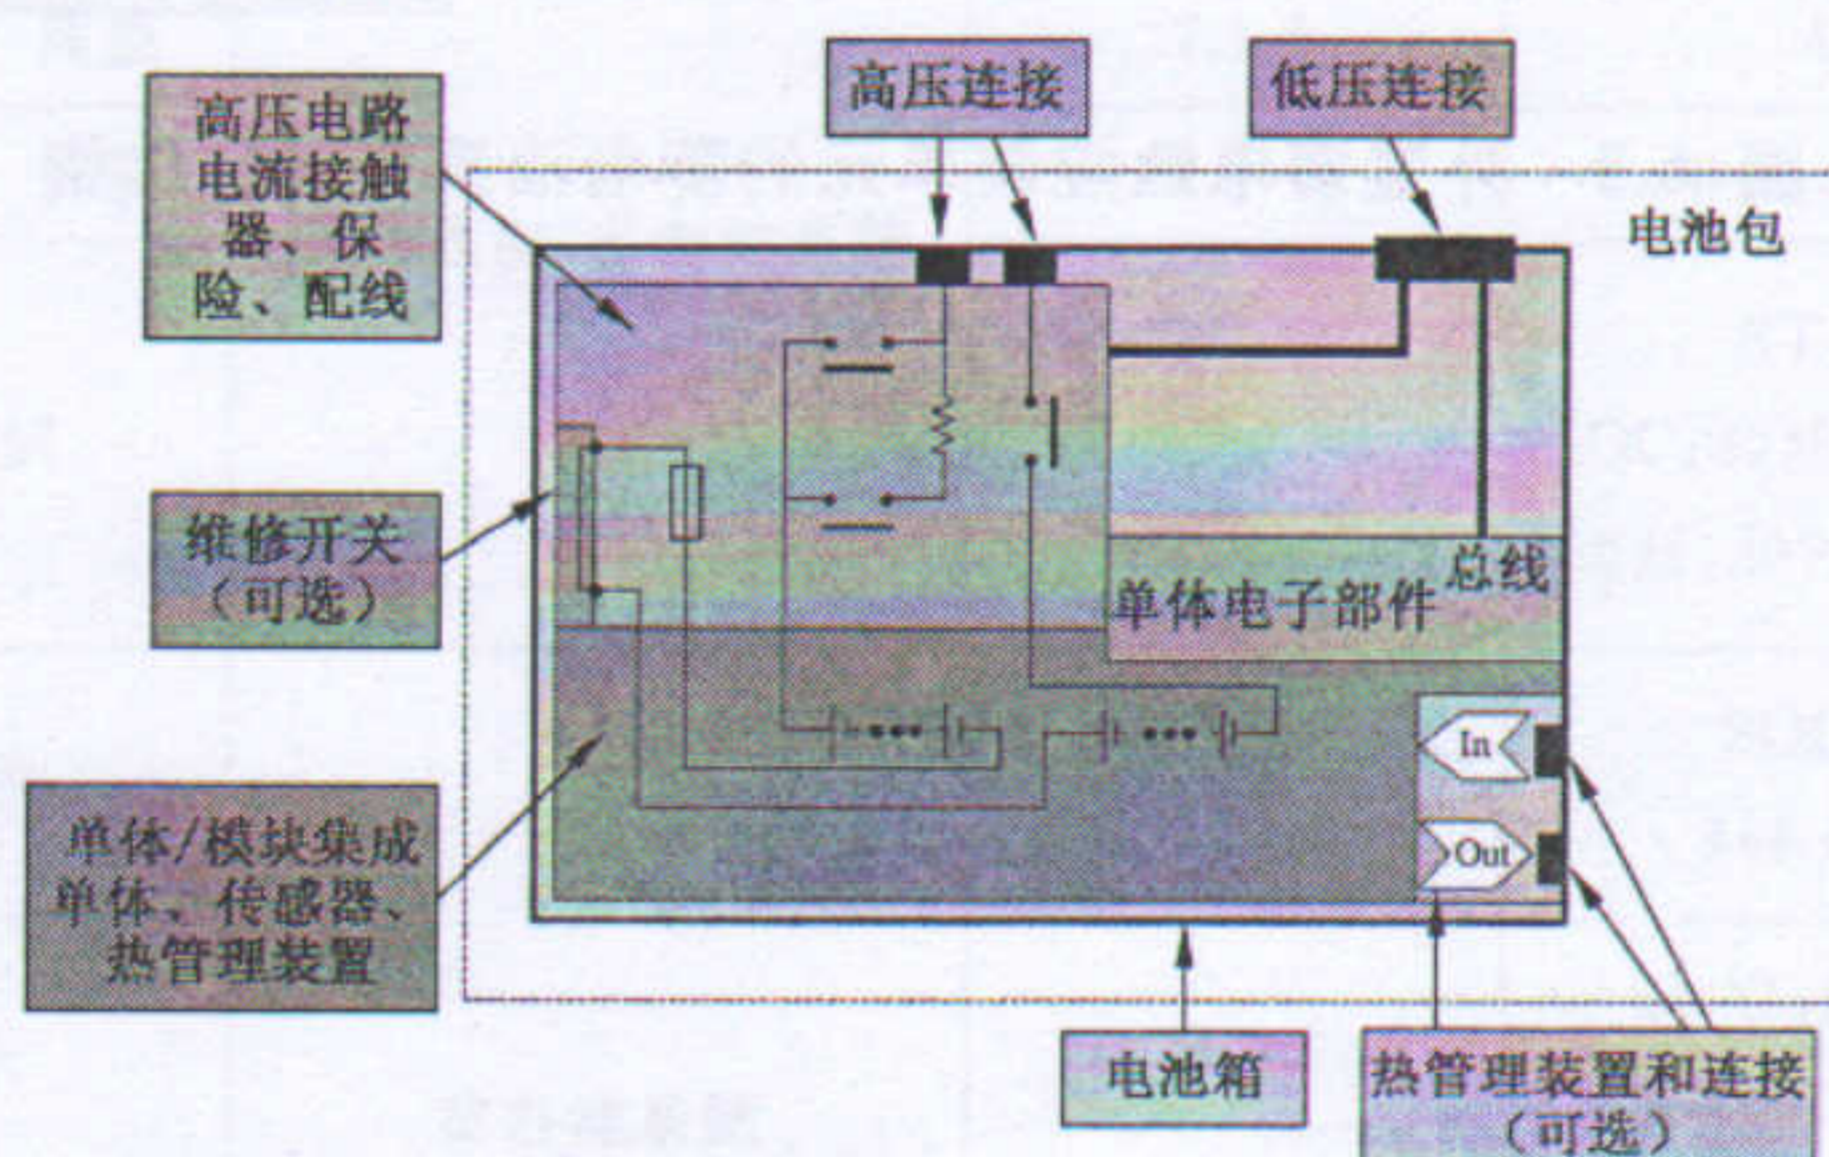 高压连接
低压连接
高压电路
电流接触
器、保
险、配线
电池包
维修开关
（可选）
总线
单体电子部件
In
Out
单体/模块集成
单体、传感器、
热管理装置
电池箱
热管理装置和连接
（可选）